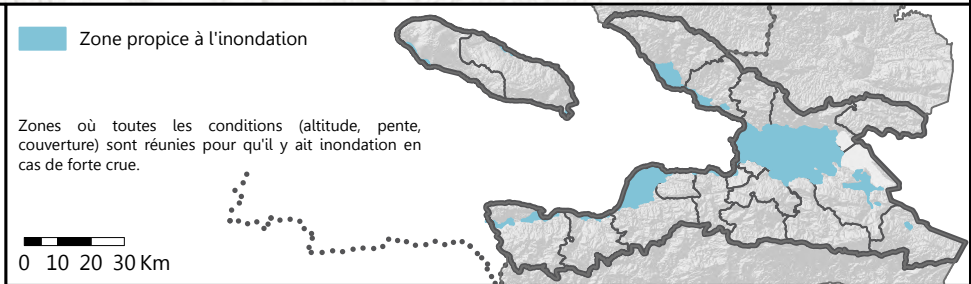 Zone propice à l'inondation
Zones où toutes les conditions (altitude, pente,
couverture) sont réunies pour qu'il y ait inondation en
cas de forte crue.
0 10 20 30 Km